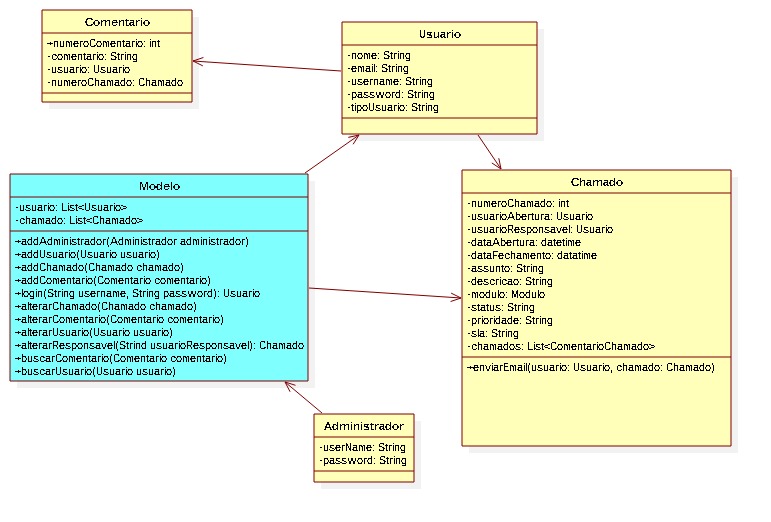 Comentario
+numeroComentario: int
-comentario: String
-usuario: Usuario
-numeroChamado: Chamado
Usuario
-nome: String
-email: String
-username: String
-password: String
-tipoUsuario: String
Modelo
-usuario: List<Usuario>
-chamado: List<Chamado>
+addAdministrador(Administrador administrador)
+addUsuario(Usuario usuario)
+addChamado(Chamado chamado)
+addComentario(Comentario comentario)
+login(String username, String password): Usuario
+alterarChamado(Chamado chamado)
+alterarComentario(Comentario comentario)
+alterarUsuario(Usuario usuario)
+alterarResponsavel(Strind usuarioResponsavel): Chamado
+buscarComentario(Comentario comentario)
+buscarUsuario(Usuario usuario)
Chamado
-numeroChamado: int
-usuarioAbertura: Usuario
-usuarioResponsavel: Usuario
-dataAbertura: datetime
-dataFechamento: datatime
-assunto: String
-descricao: String
-modulo: Modulo
-status: String
-prioridade: String
-sla: String
-chamados: List<ComentarioChamado>
+enviarEmail(usuario: Usuario, chamado: Chamado)
Administrador
-userName: String
-password: String